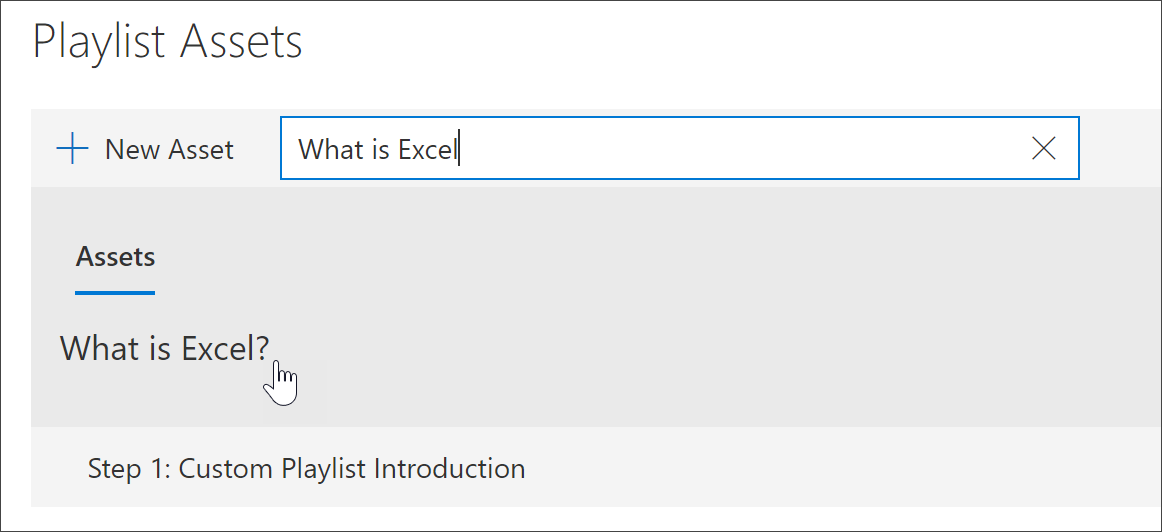 Playlist Assets
New Asset
What is Excel
Assets
What is Excel?
Step 1: Custom Playlist Introduction